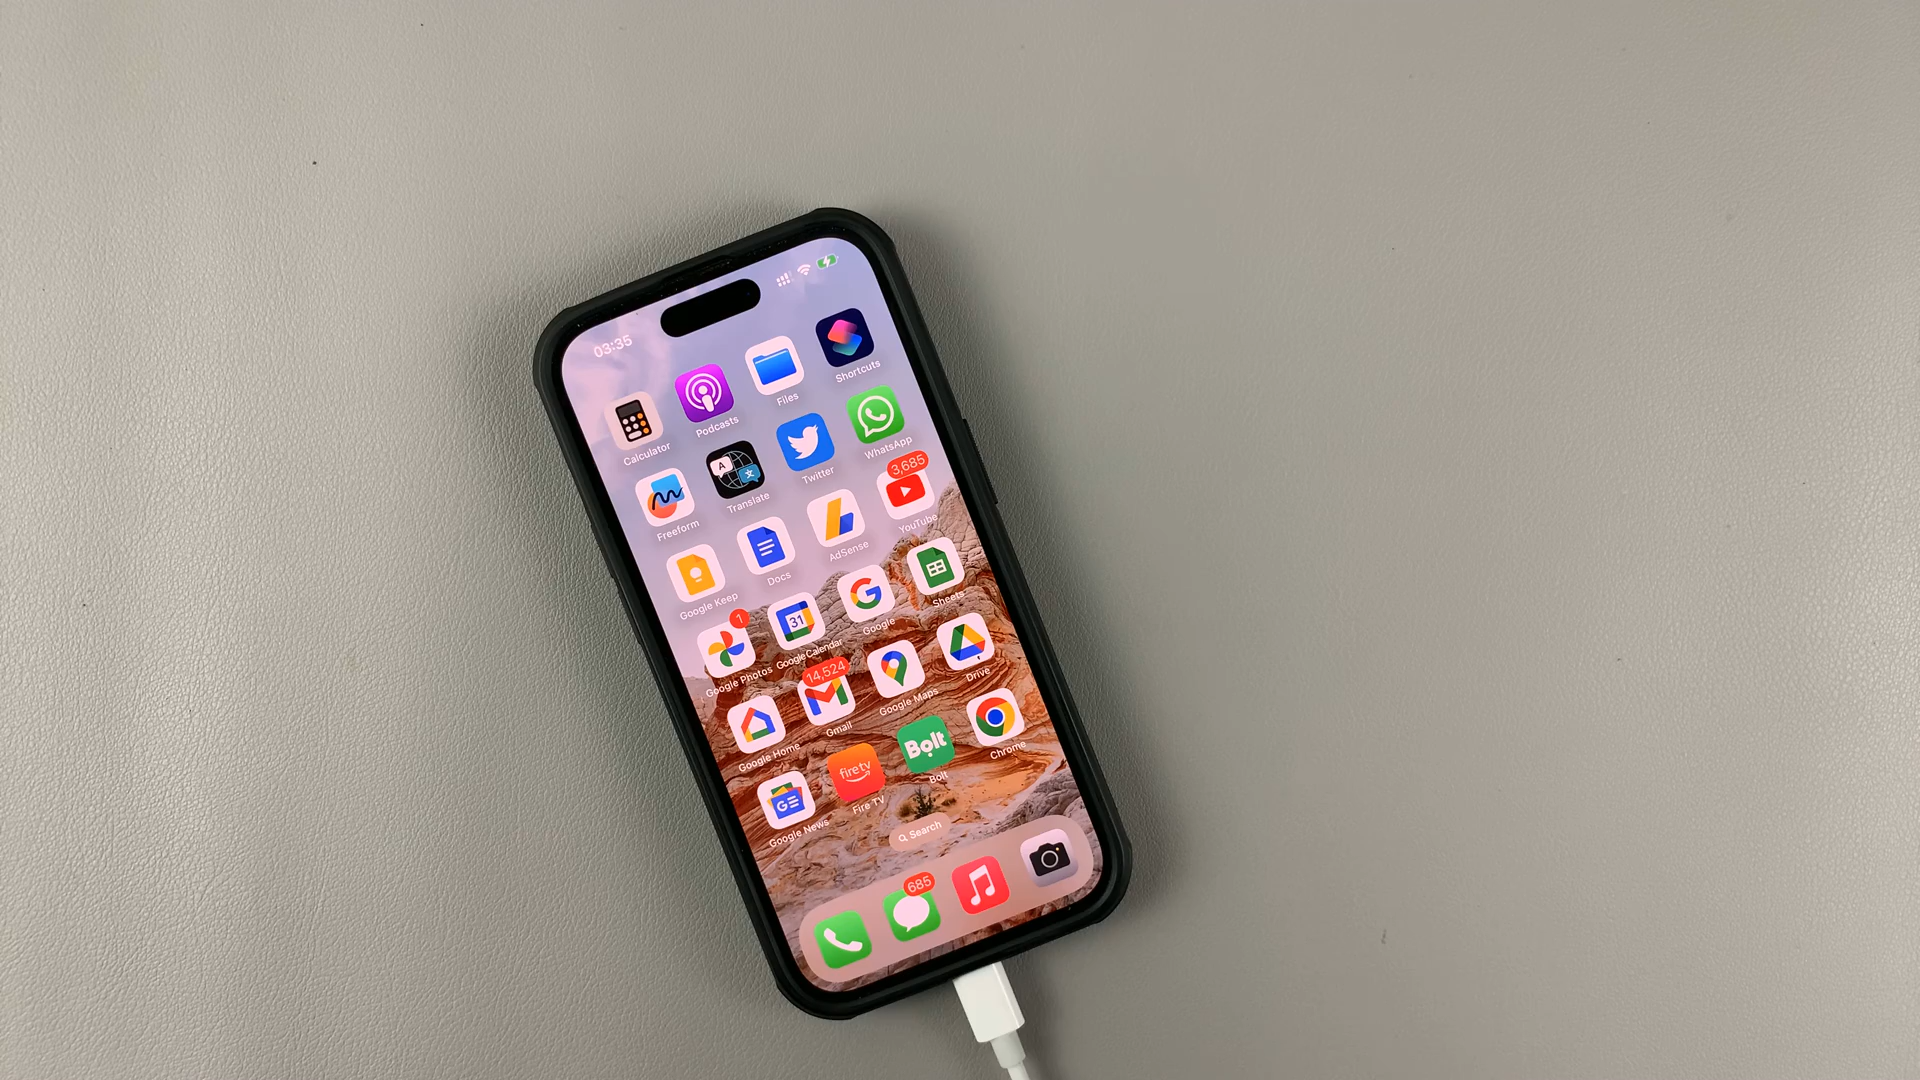 03:35
Calculator Podcasts Files Shortcuts
Freeform Translate Twitter WhatsApp
A 文
3,685
Google Keep Docs AdSense YouTube
1
31
Google Photos Google Calendar Google Sheets
14,524
Google Home Gmail Google Maps Drive
GE
fire tv
Bolt
Google News Fire TV Bolt Chrome
Search
685